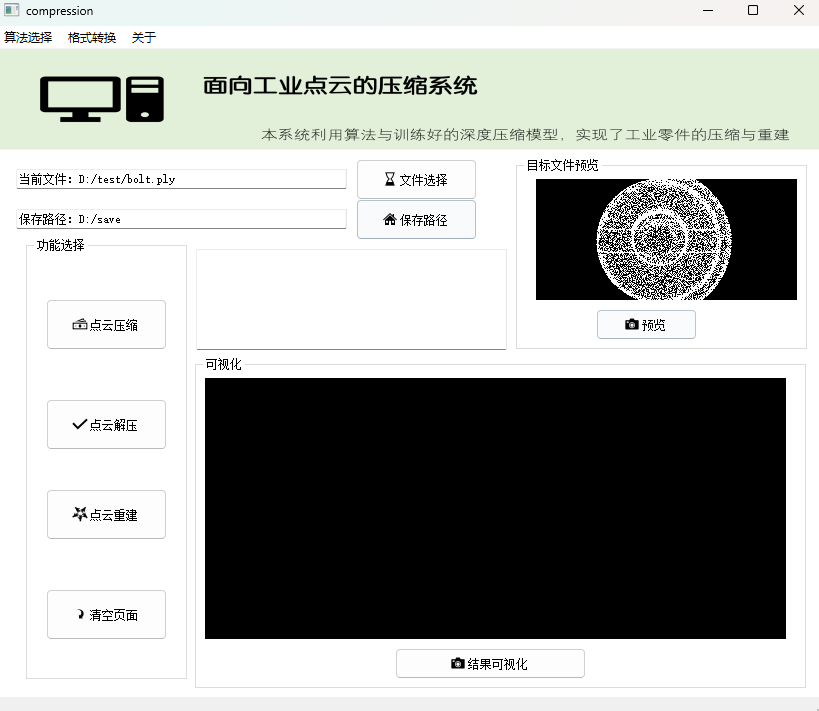 compression
算法选择 格式转换 关于
面向工业点云的压缩系统
本系统利用算法与训练好的深度压缩模型，实现了工业零件的压缩与重建
当前文件：D:/test/bolt.ply
文件选择
保存路径：D:/save
保存路径
目标文件预览
预览
功能选择
点云压缩
点云解压
点云重建
清空页面
可视化
结果可视化